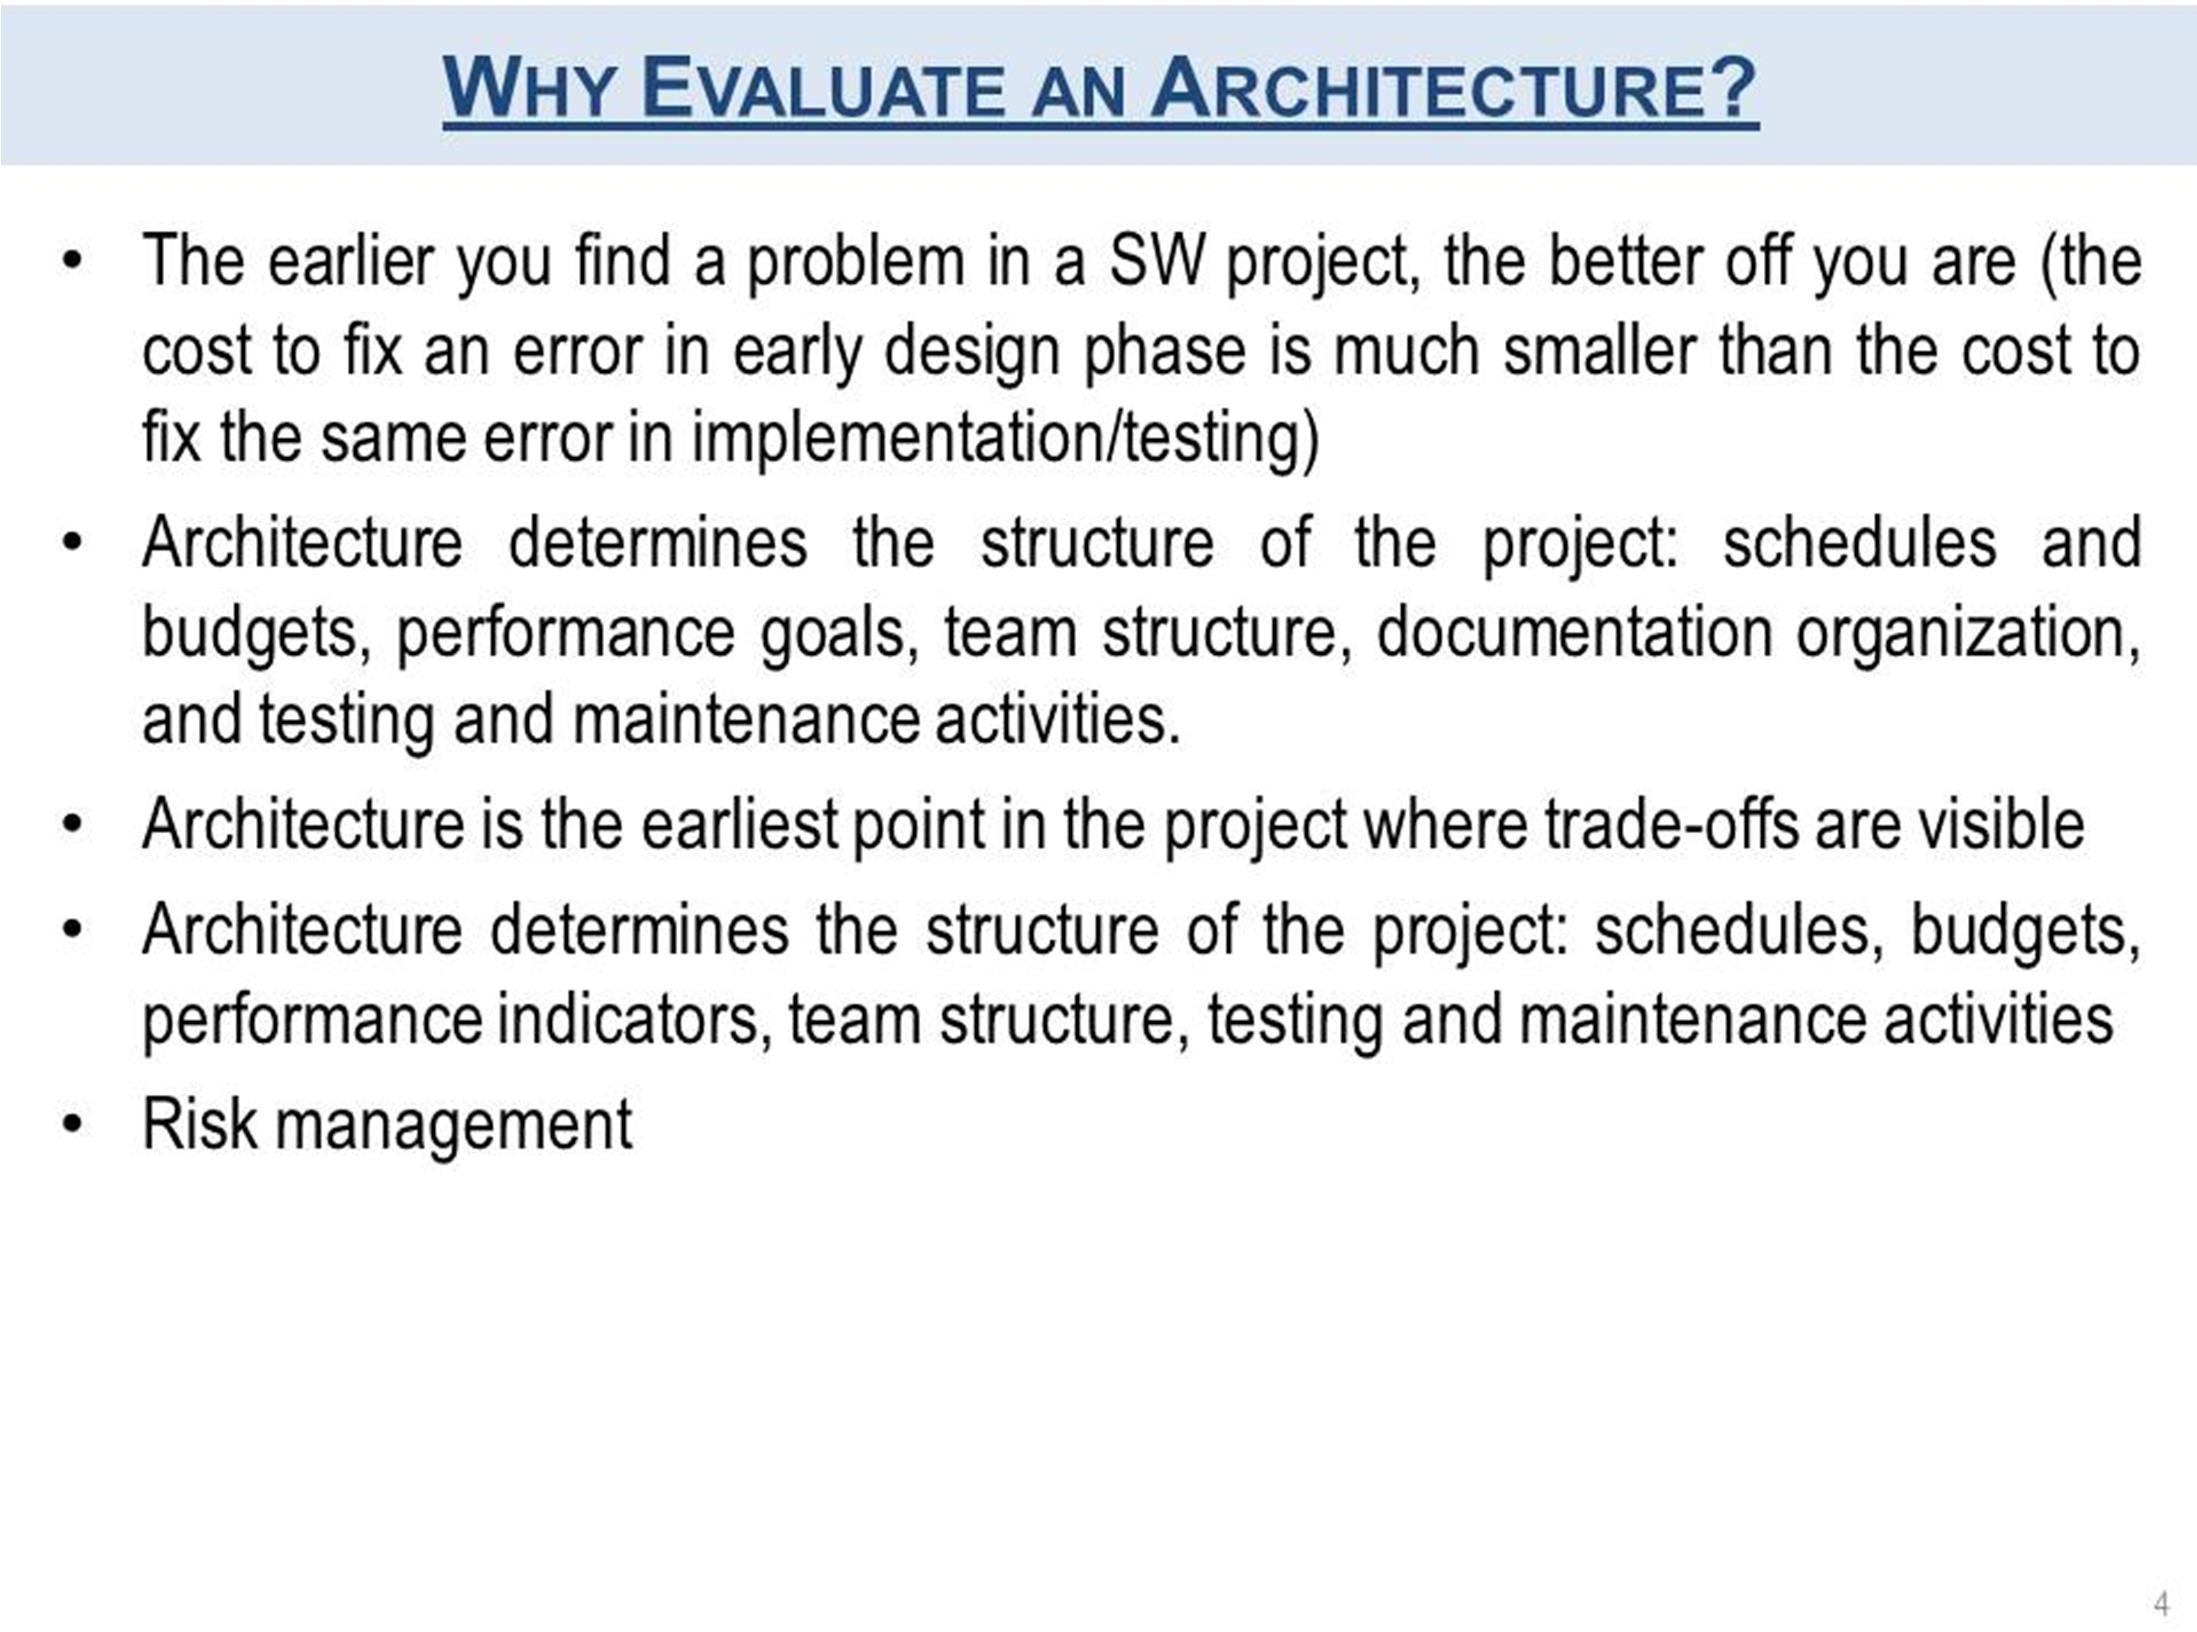 WHY EVALUATE AN ARCHITECTURE?
• The earlier you find a problem in a SW project, the better off you are (the
cost to fix an error in early design phase is much smaller than the cost to
fix the same error in implementation/testing)
• Architecture determines the structure of the project: schedules and
budgets, performance goals, team structure, documentation organization,
and testing and maintenance activities.
• Architecture is the earliest point in the project where trade-offs are visible
• Architecture determines the structure of the project: schedules, budgets,
performance indicators, team structure, testing and maintenance activities
• Risk management
4